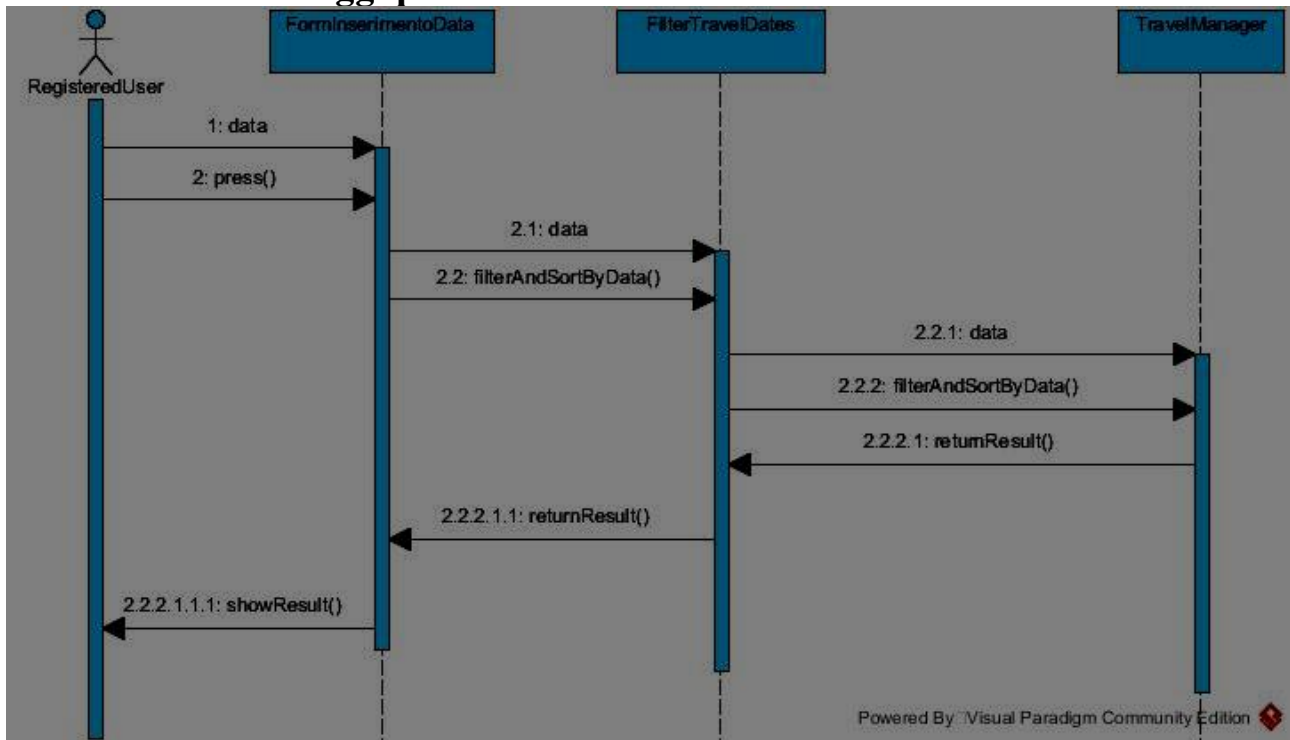 FormInserimentoData
FilterTravelDates
TravelManager
RegisteredUser
1: data
2: press()
2.1: data
2.2: filterAndSortByData()
2.2.1: data
2.2.2: filterAndSortByData()
2.2.2.1: returnResult()
2.2.2.1.1: returnResult()
2.2.2.1.1.1: showResult()
Powered By Visual Paradigm Community Edition